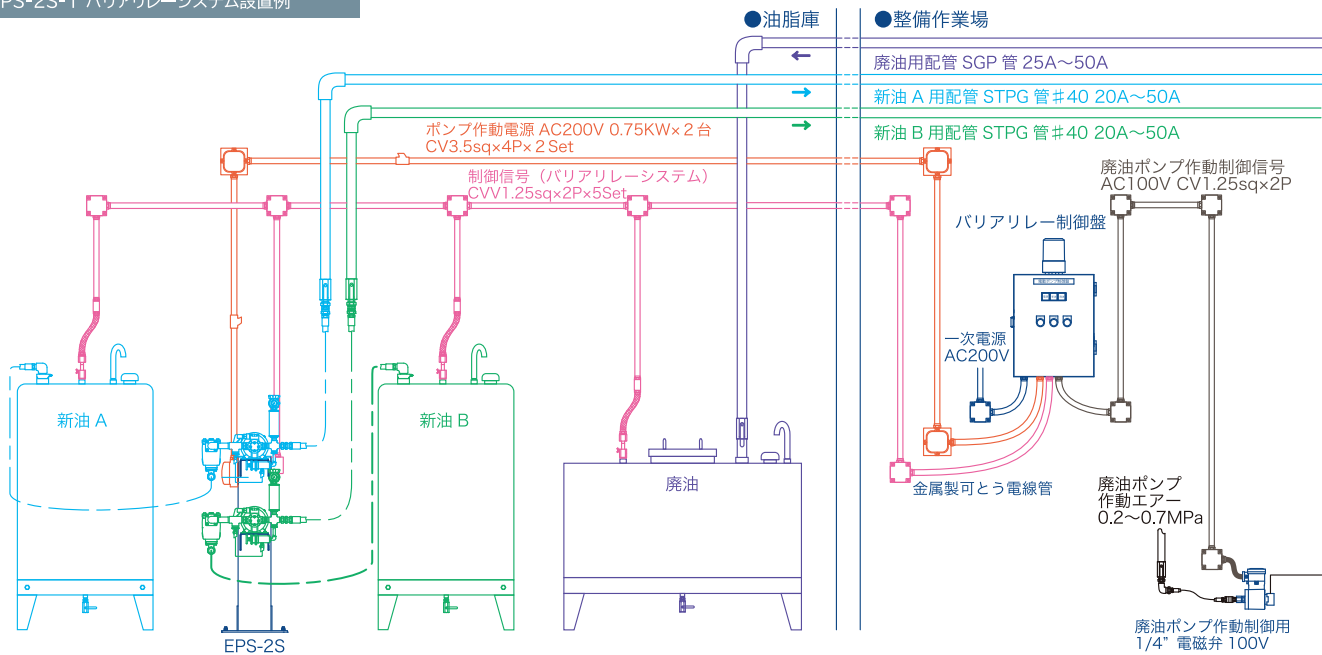 PS-2S-1 バリアリレーシステム設置例
●油脂庫
●整備作業場
廃油用配管 SGP 管 25A〜50A
新油 A 用配管 STPG 管♯40 20A〜50A
新油 B 用配管 STPG 管♯40 20A〜50A
ポンプ作動電源 AC200V 0.75KW×2台
CV3.5sq×4P×2Set
制御信号（バリアリレーシステム）
CVV1.25sq×2P×5Set
廃油ポンプ作動制御信号
AC100V CV1.25sq×2P
バリアリレー制御盤
一次電源
AC200V
新油 A
新油 B
廃油
金属製可とう電線管
廃油ポンプ
作動エアー
0.2〜0.7MPa
EPS-2S
廃油ポンプ作動制御用
1/4” 電磁弁 100V